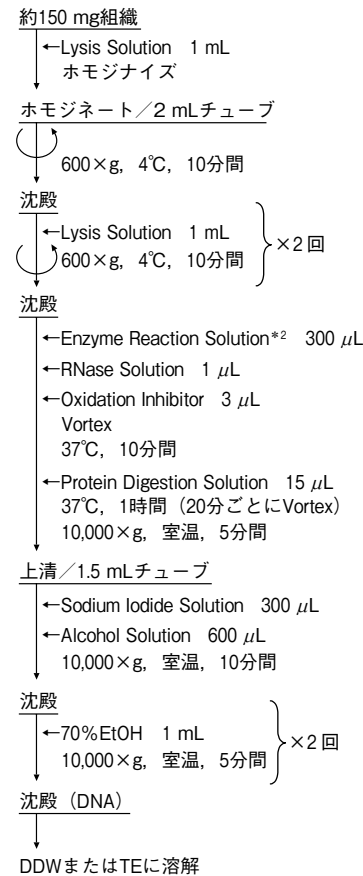 約150 mg組織
←Lysis Solution 1 mL
ホモジナイズ
ホモジネート／2 mLチューブ
600×g, 4℃, 10分間
沈殿
←Lysis Solution 1 mL
600×g, 4℃, 10分間
×2回
沈殿
←Enzyme Reaction Solution*2 300 μL
←RNase Solution 1 μL
←Oxidation Inhibitor 3 μL
Vortex
37℃, 10分間
←Protein Digestion Solution 15 μL
37℃, 1時間（20分ごとにVortex）
10,000×g, 室温, 5分間
上清／1.5 mLチューブ
←Sodium Iodide Solution 300 μL
←Alcohol Solution 600 μL
10,000×g, 室温, 10分間
沈殿
←70%EtOH 1 mL
10,000×g, 室温, 5分間
×2回
沈殿（DNA）
DDWまたはTEに溶解